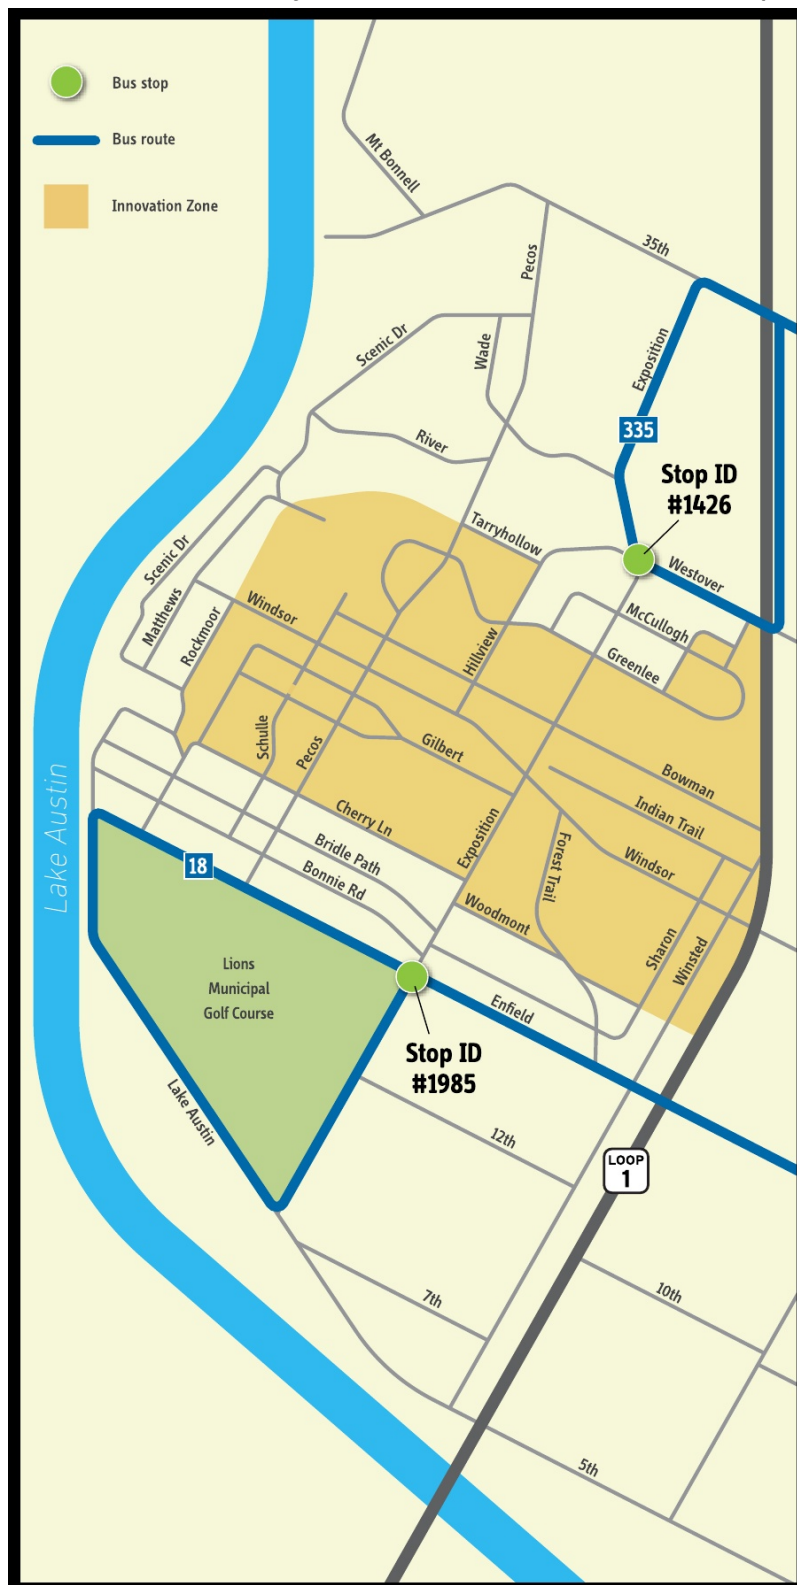 Bus stop
Bus route
Innovation Zone
Mt Bonnell
35th
Pecos
Scenic Dr
Wade
Exposition
335
River
Stop ID
#1426
Tarryhollow
Westover
Scenic Dr
Matthews
Rockmoor
Windsor
McCullogh
Hillview
Greenlee
Schulle
Pecos
Gilbert
Bowman
Indian Trail
Cherry Ln
Exposition
Forest Trail
Windsor
Bridle Path
Bonnie Rd
18
Woodmont
Sharon
Winsted
Lake Austin
Lions
Municipal
Golf Course
Enfield
Stop ID
#1985
Lake Austin
12th
LOOP
1
7th
10th
5th